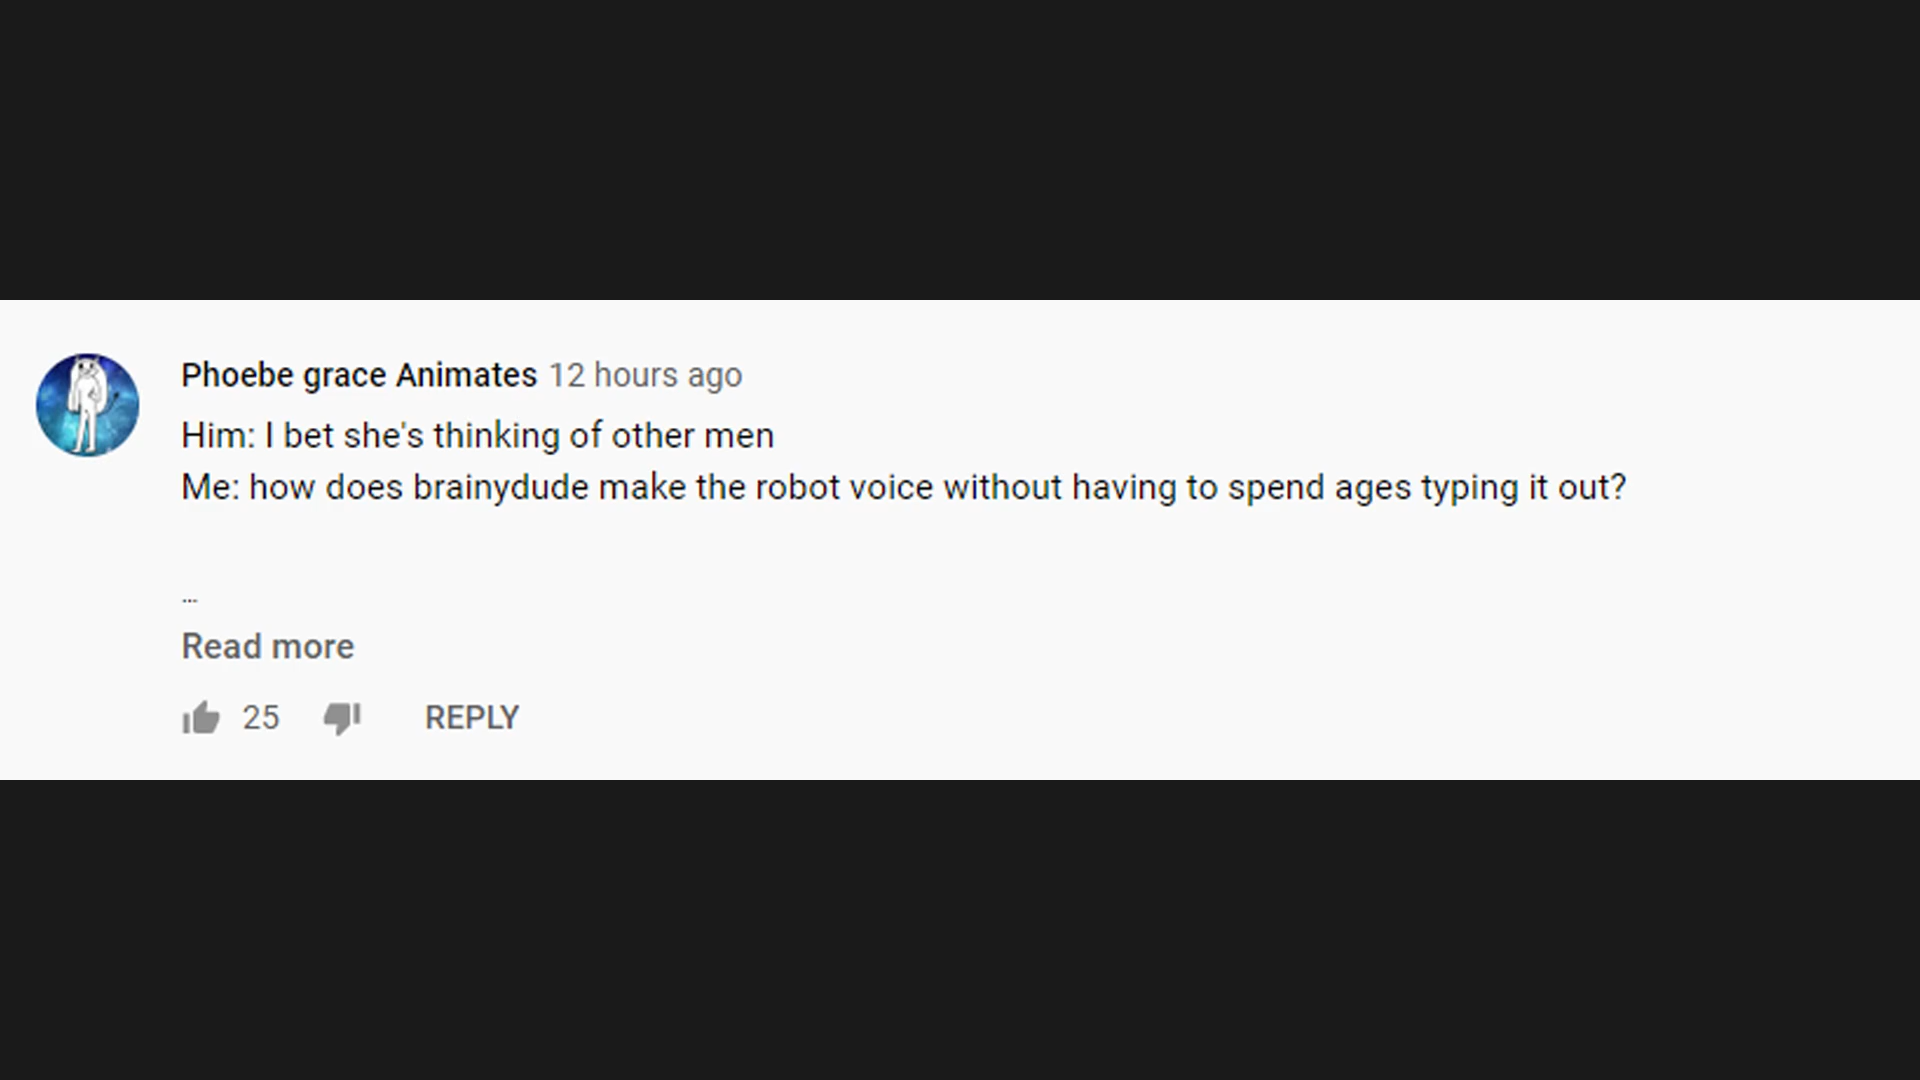 Phoebe grace Animates 12 hours ago
Him: I bet she's thinking of other men
Me: how does brainydude make the robot voice without having to spend ages typing it out?
...
Read more
25 REPLY